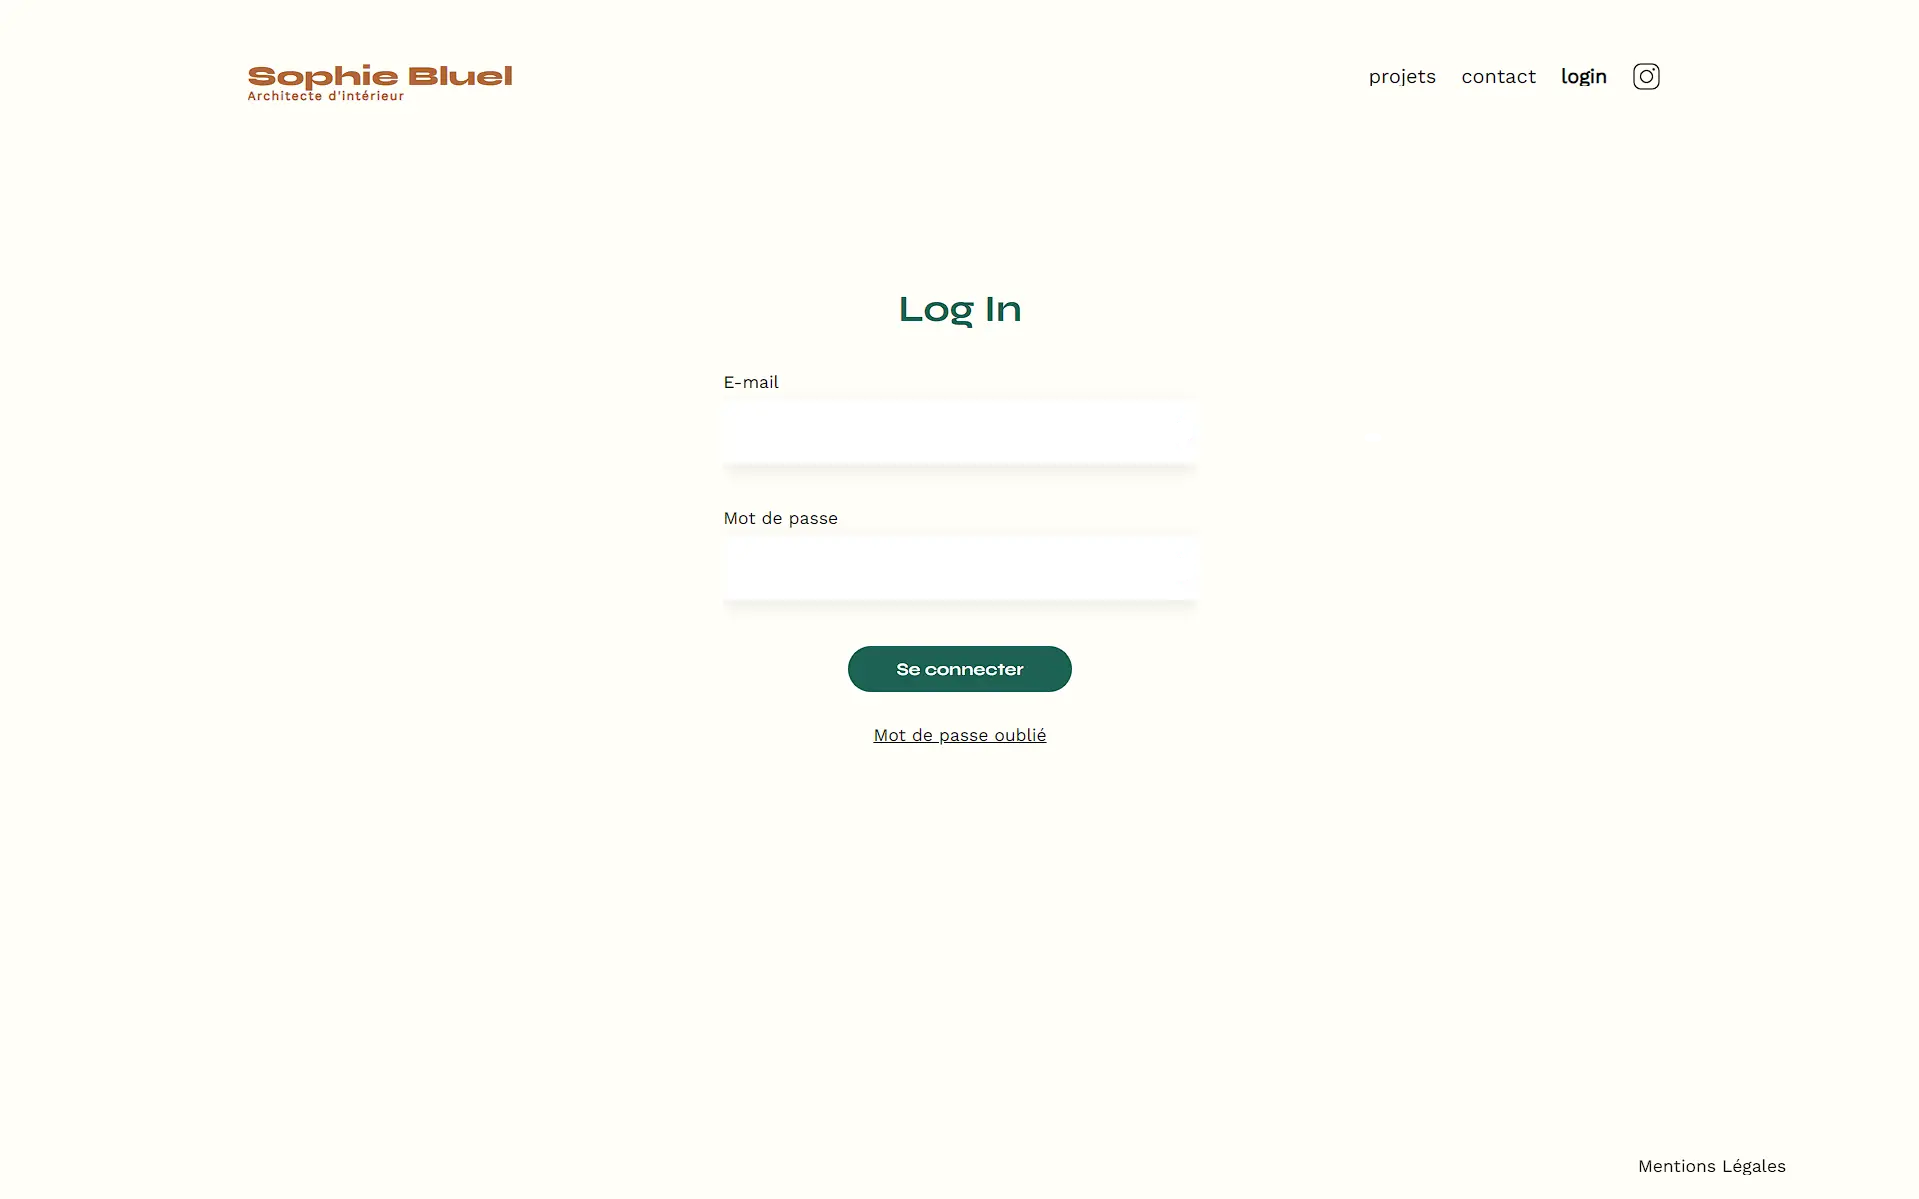 Sophie Bluel
Architecte d'intérieur
projets contact login
Log In
E-mail
Mot de passe
Se connecter
Mot de passe oublié
Mentions Légales